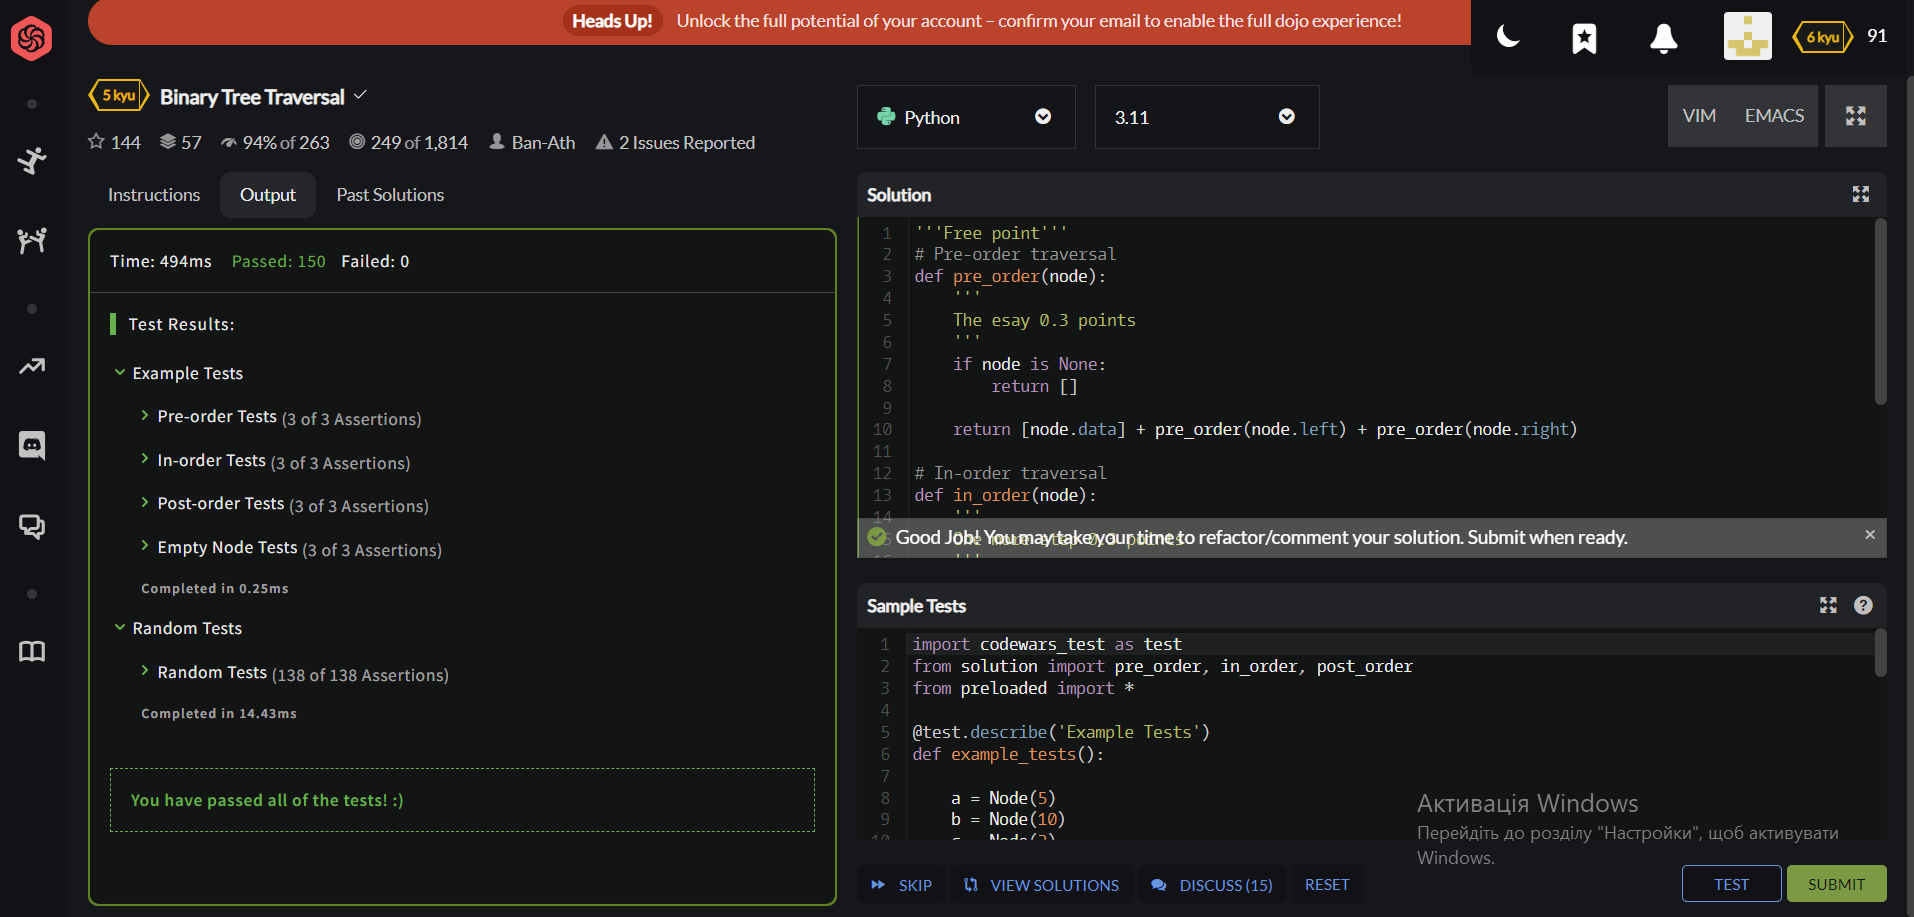 Heads Up! Unlock the full potential of your account – confirm your email to enable the full dojo experience!
6 kyu 91
5 kyu Binary Tree Traversal
144 57 94% of 263 249 of 1,814 Ban-Ath 2 Issues Reported
Instructions Output Past Solutions
Time: 494ms Passed: 150 Failed: 0
Test Results:
Example Tests
Pre-order Tests (3 of 3 Assertions)
In-order Tests (3 of 3 Assertions)
Post-order Tests (3 of 3 Assertions)
Empty Node Tests (3 of 3 Assertions)
Completed in 0.25ms
Random Tests
Random Tests (138 of 138 Assertions)
Completed in 14.43ms
You have passed all of the tests! :)
Python 3.11 VIM EMACS
Solution
1 '''Free point'''
2 # Pre-order traversal
3 def pre_order(node):
4 '''
5 The esay 0.3 points
6 '''
7 if node is None:
8 return []
9
10 return [node.data] + pre_order(node.left) + pre_order(node.right)
11
12 # In-order traversal
13 def in_order(node):
14 '''
Good Job! You may take your time to refactor/comment your solution. Submit when ready.
Sample Tests
1 import codewars_test as test
2 from solution import pre_order, in_order, post_order
3 from preloaded import *
4
5 @test.describe('Example Tests')
6 def example_tests():
7
8 a = Node(5)
9 b = Node(10)
Активація Windows
Перейдіть до розділу "Настройки", щоб активувати
Windows.
SKIP VIEW SOLUTIONS DISCUSS (15) RESET TEST SUBMIT